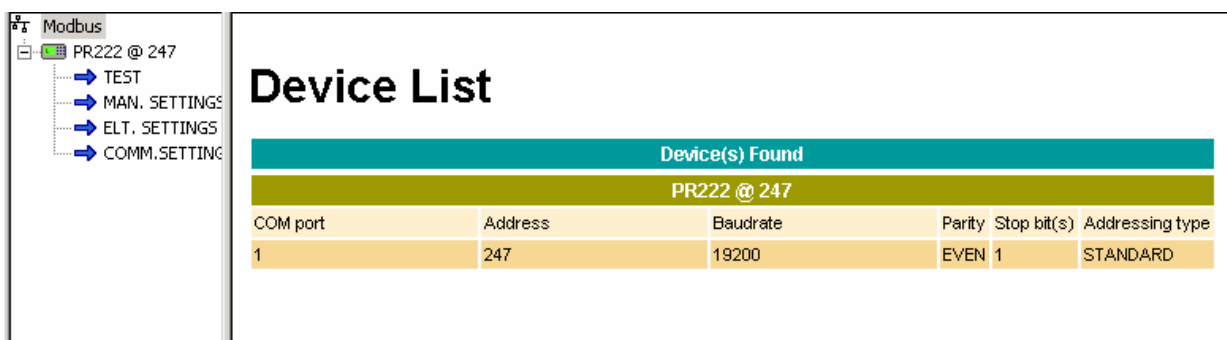 Modbus
PR222 @ 247
TEST
MAN. SETTINGS
ELT. SETTINGS
COMM.SETTING
Device List
Device(s) Found
PR222 @ 247
COM port Address Baudrate Parity Stop bit(s) Addressing type
1 247 19200 EVEN 1 STANDARD